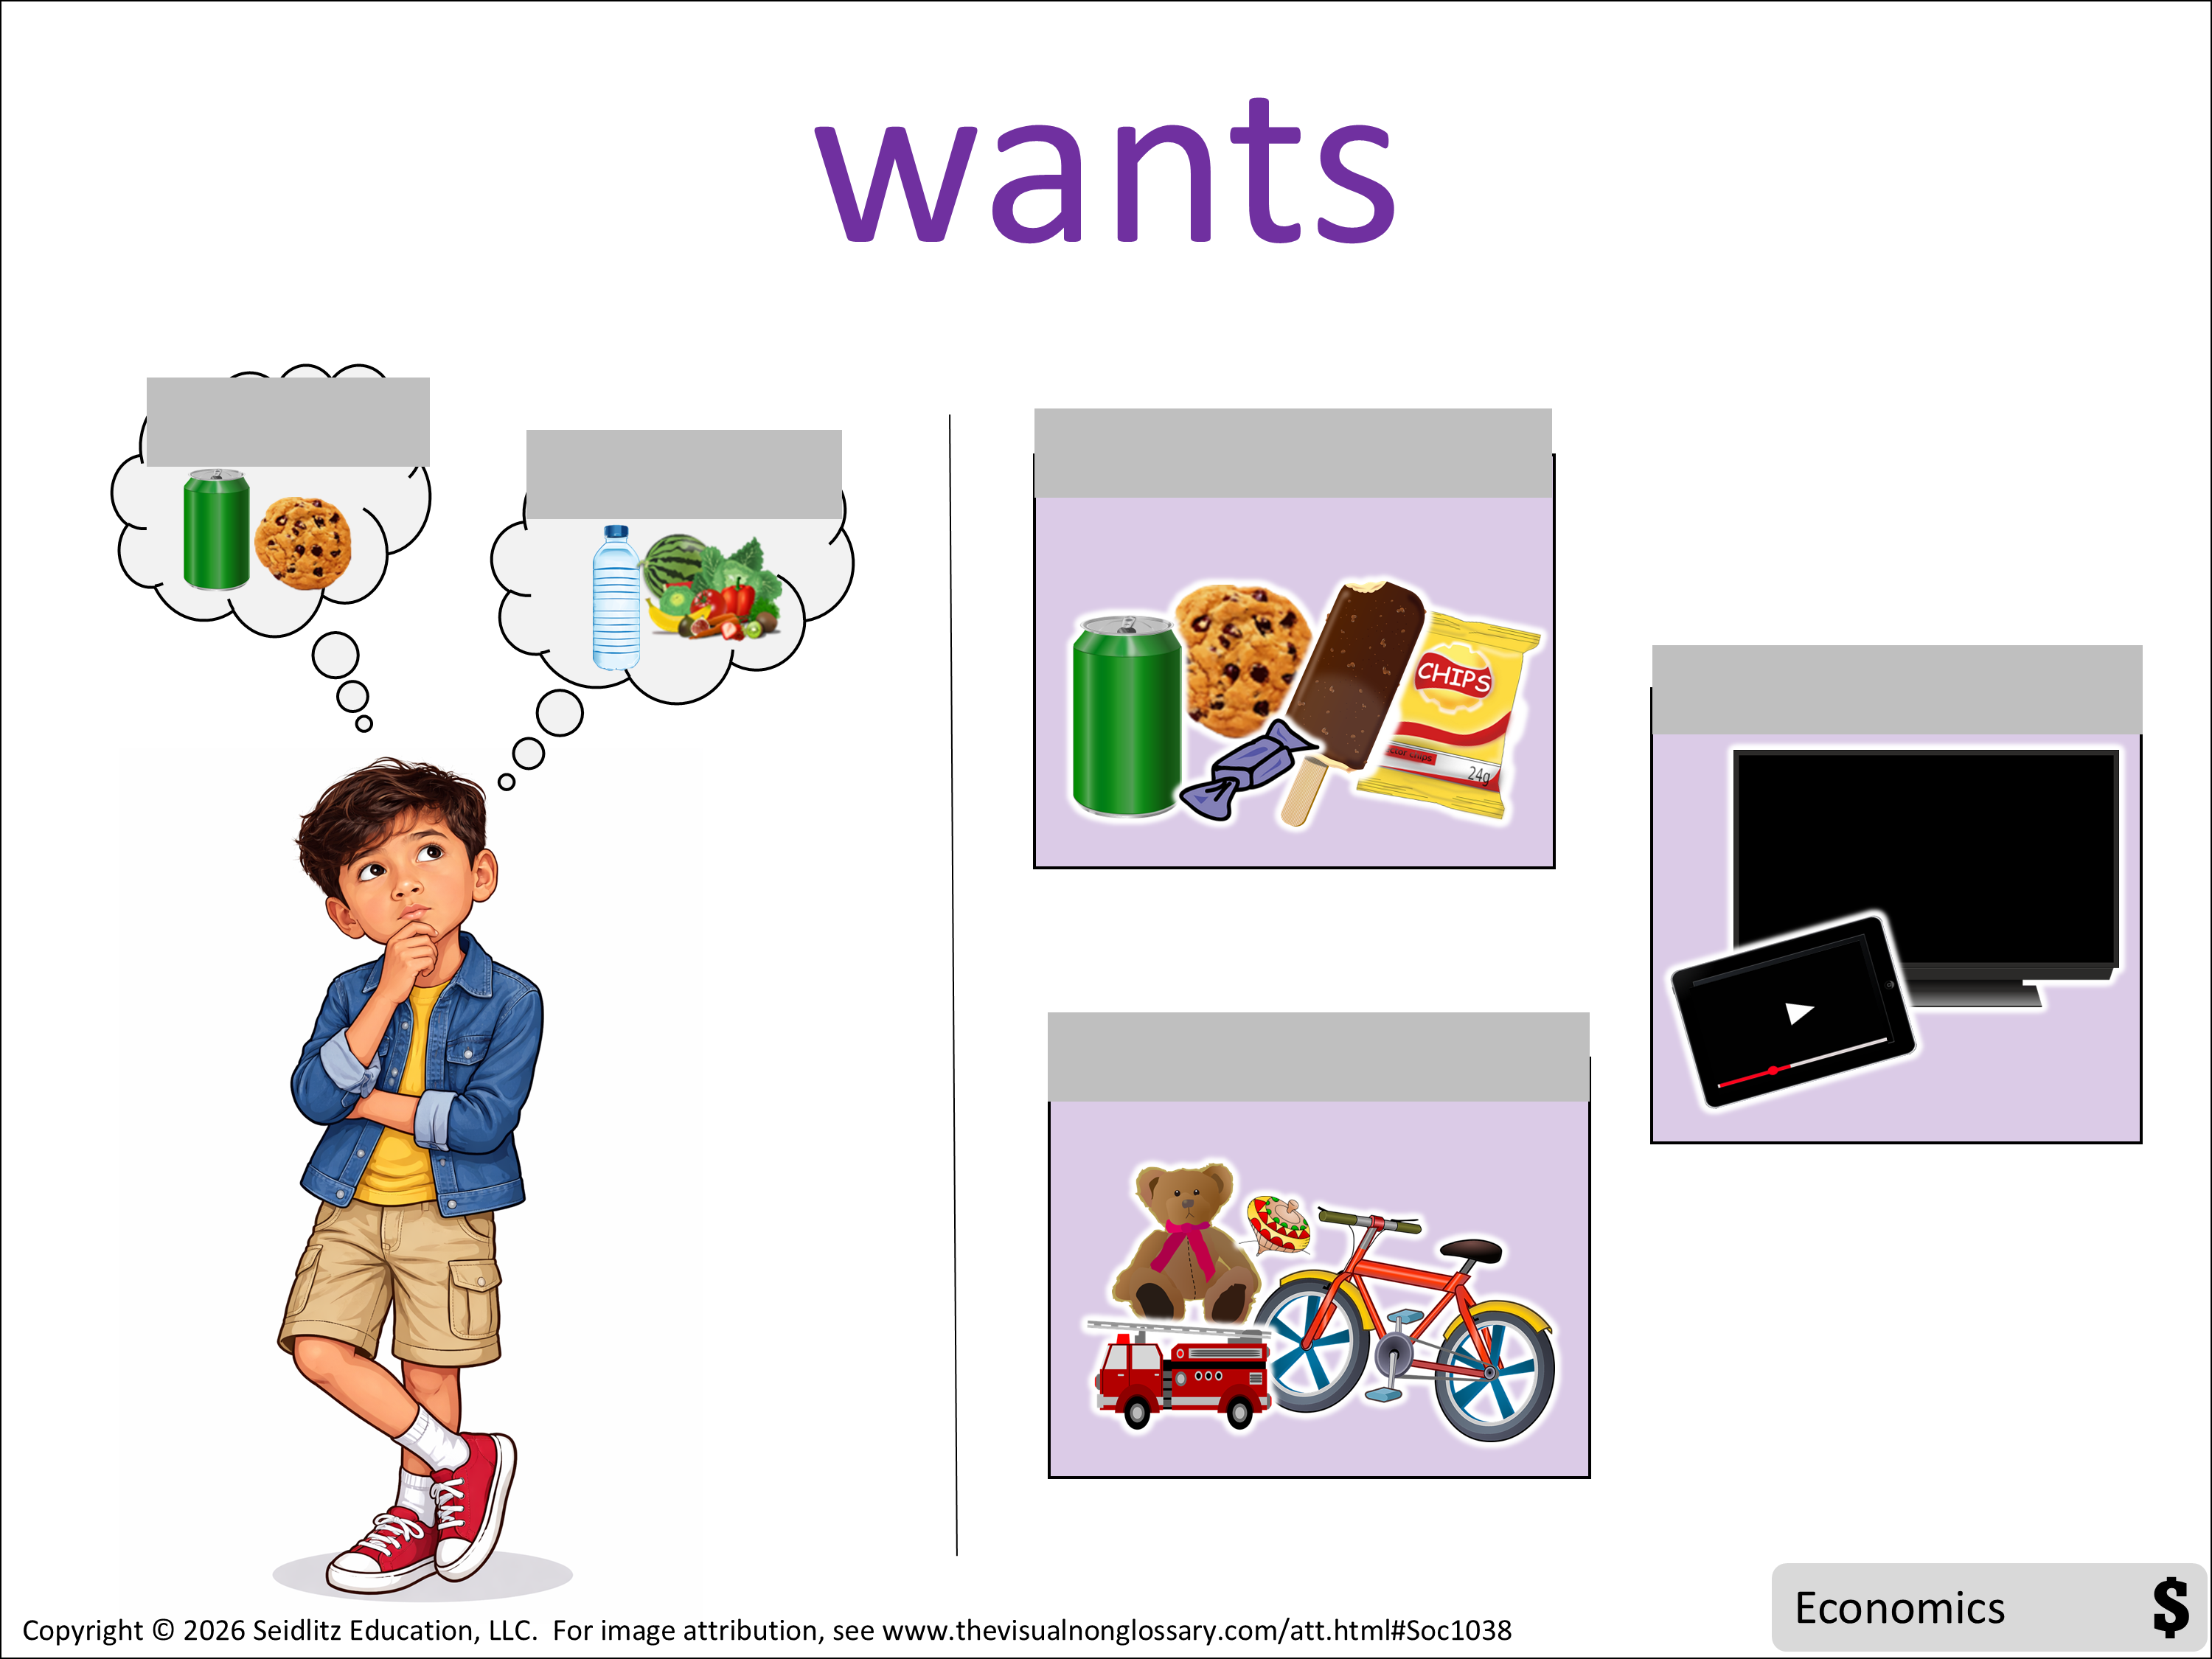 wants
CHIPS
24g
Economics $
Copyright © 2026 Seidlitz Education, LLC.  For image attribution, see www.thevisualnonglossary.com/att.html#Soc1038